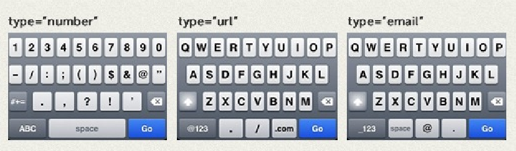 type="number" type="url" type="email"
1 2 3 4 5 6 7 8 9 0 Q W E R T Y U I O P Q W E R T Y U I O P
- / : ; ( ) $ & @ " A S D F G H J K L A S D F G H J K L
#+= . , ? ! ' Z X C V B N M Z X C V B N M
ABC space Go @123 . / .com Go _123 space @ . Go